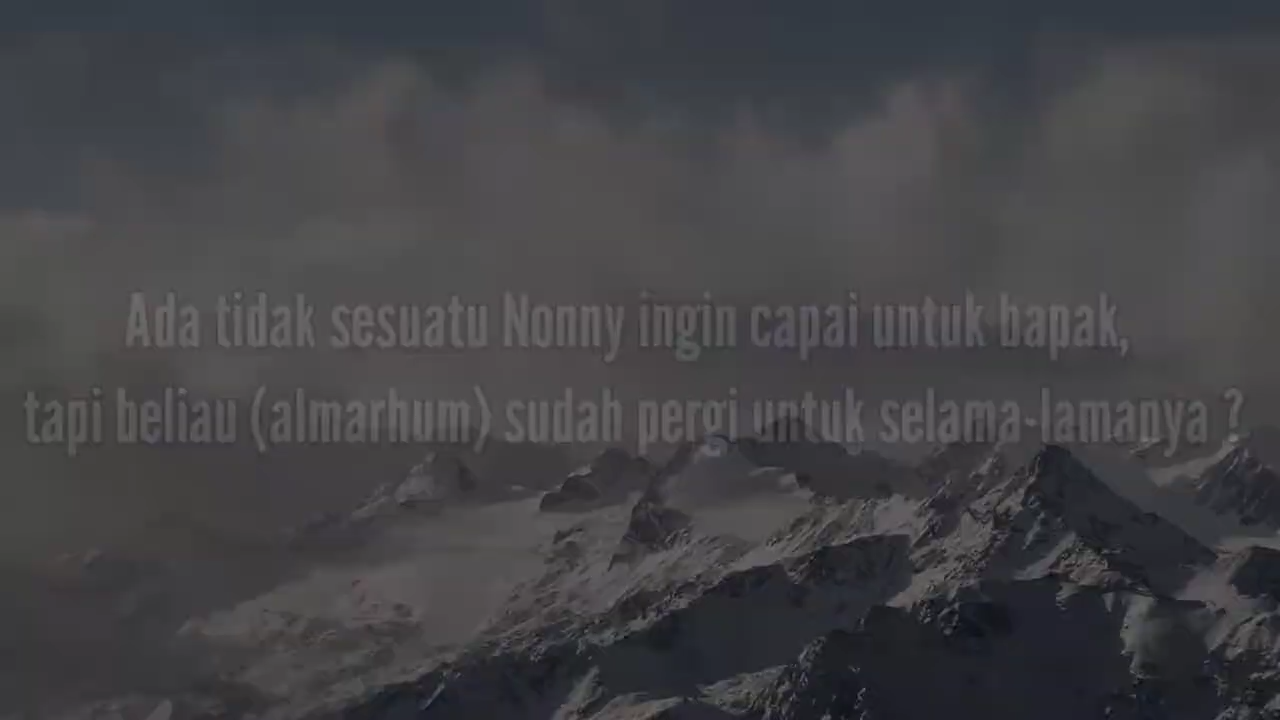 Ada tidak sesuatu Nonny ingin capai untuk bapak,
tapi beliau (almarhum) sudah pergi untuk selama-lamanya ?